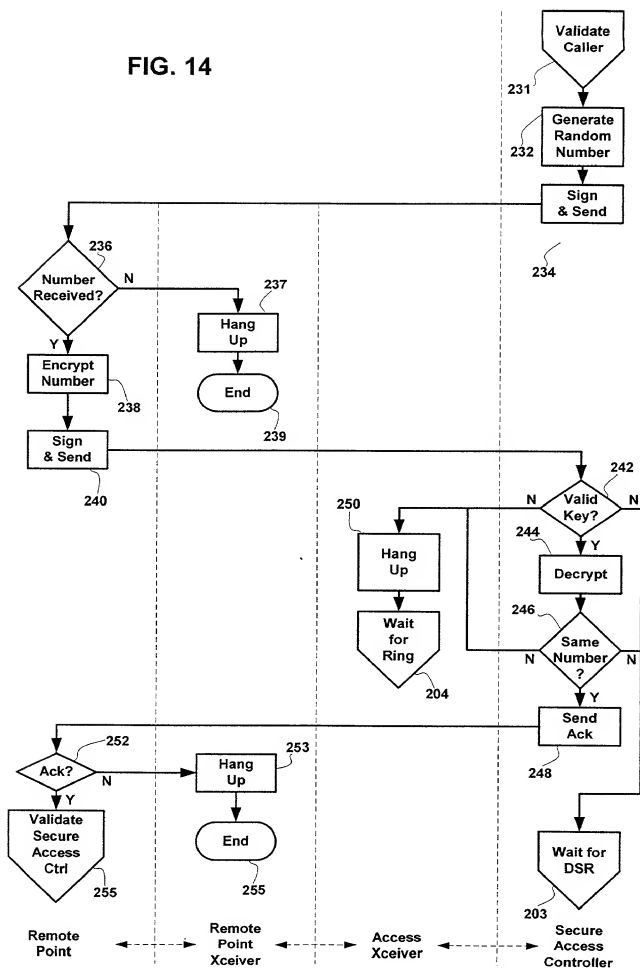 FIG. 14
Validate
Caller
231
Generate
Random
Number
232
Sign
& Send
234
236
Number
Received?
N
Y
237
Hang
Up
End
239
Encrypt
Number
238
Sign
& Send
240
242
Valid
Key?
N
N
Y
250
Hang
Up
Wait
for
Ring
204
244
Decrypt
246
Same
Number
?
N
N
Y
Send
Ack
248
252
Ack?
N
Y
253
Hang
Up
End
255
Validate
Secure
Access
Ctrl
255
Wait for
DSR
203
Remote
Point
Remote
Point
Xceiver
Access
Xceiver
Secure
Access
Controller